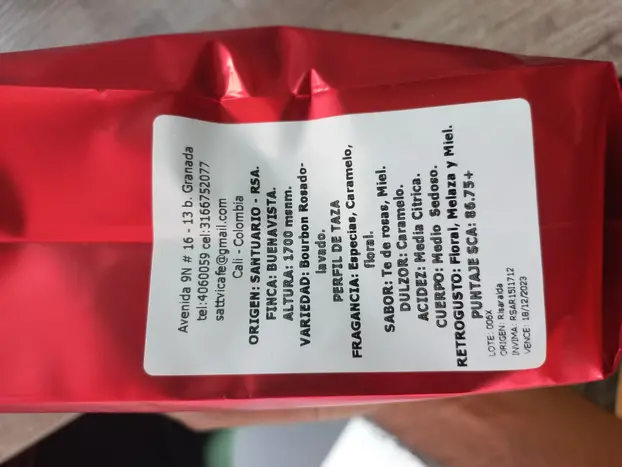 Avenida 9N # 16 - 13 b. Granada
tel:4060059 cel:3166752077
sattvicafe@gmail.com
Cali - Colombia
ORIGEN: SANTUARIO - RSA.
FINCA: BUENAVISTA.
ALTURA: 1700 msnm.
VARIEDAD: Bourbon Rosado-
lavado.
PERFIL DE TAZA
FRAGANCIA: Especias, Caramelo,
floral.
SABOR: Te de rosas, Miel.
DULZOR: Caramelo.
ACIDEZ: Media Citrica.
CUERPO: Medio Sedoso.
RETROGUSTO: Floral, Melaza y Miel.
PUNTAJE SCA: 86.75+
LOTE: 006X
ORIGEN: Risaralda
INVIMA: RSAR15I1712
VENCE: 18/12/2023